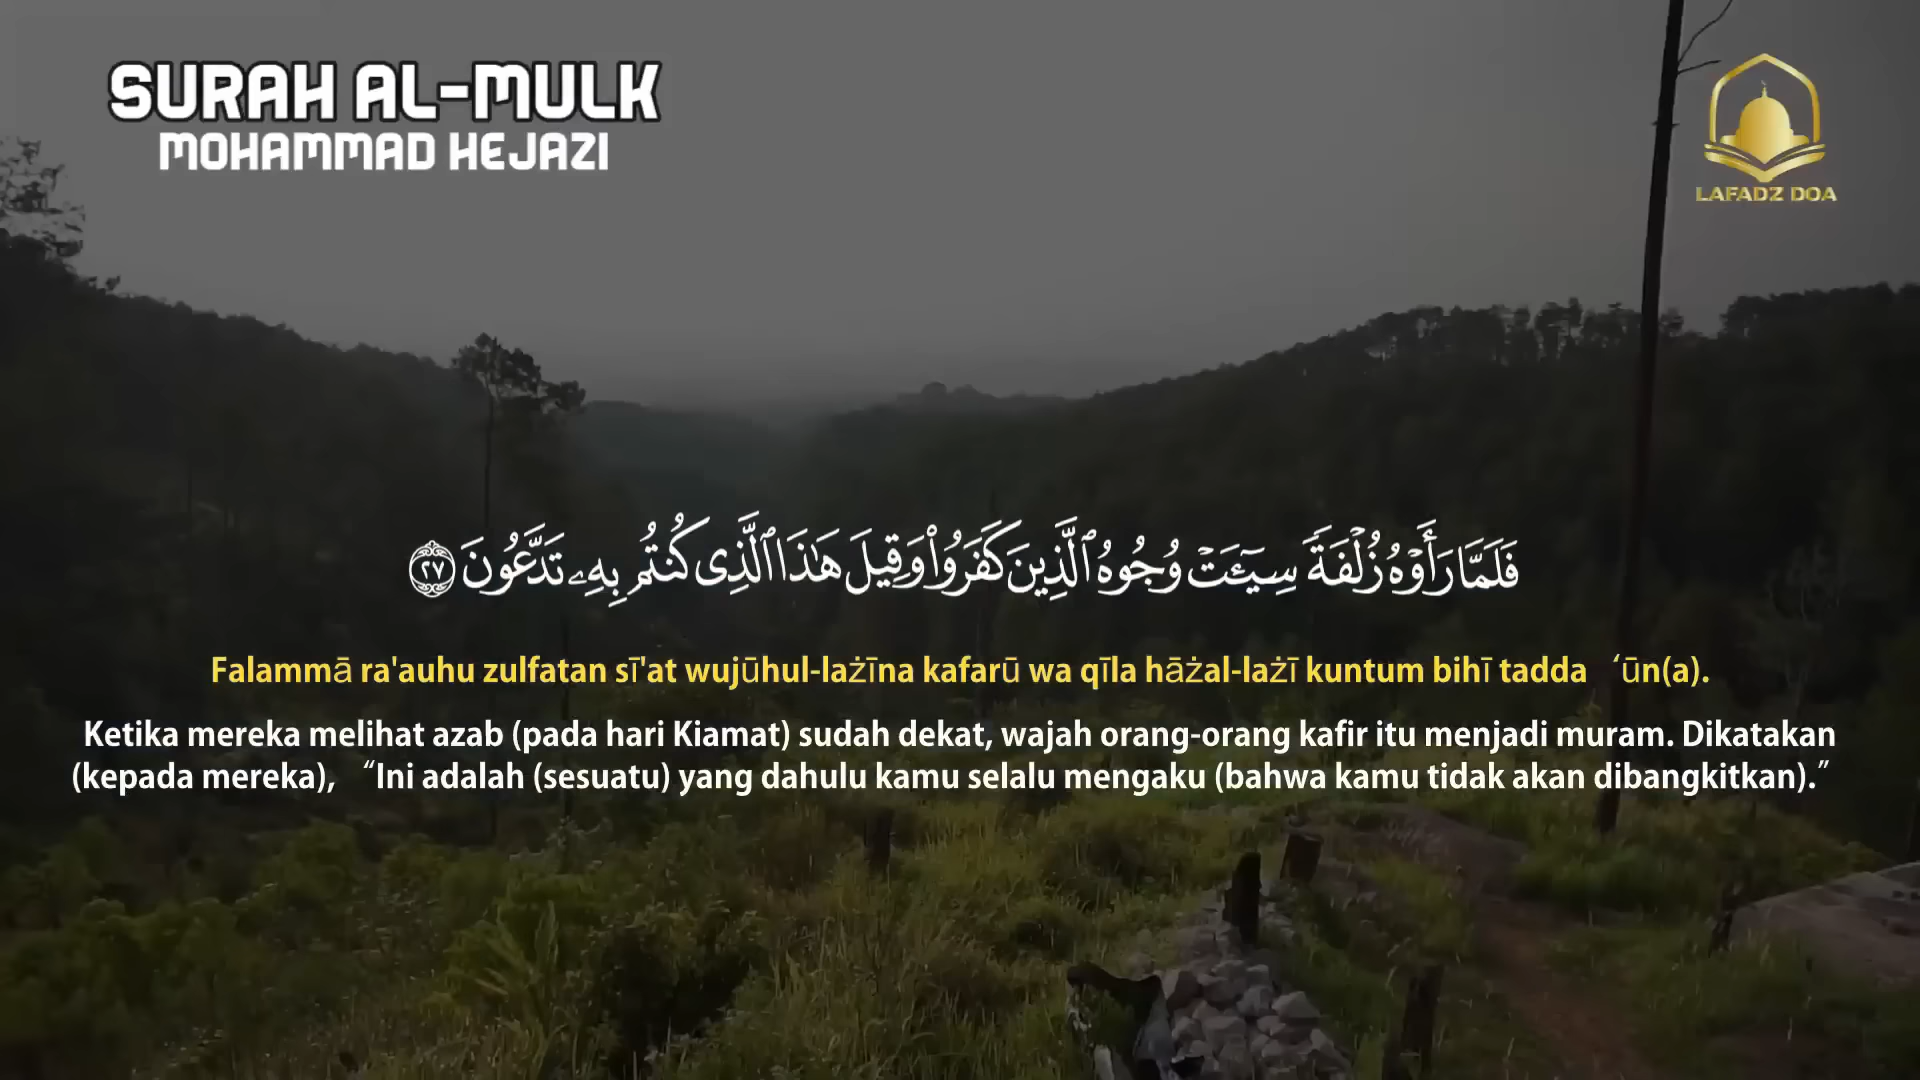 SURAH AL-MULK
MOHAMMAD HEJAZI
LAFADZ DOA
فَلَمَّا رَأَوْهُ زُلْفَةً سِيٓـَٔتْ وُجُوهُ ٱلَّذِينَ كَفَرُوا۟ وَقِيلَ هَـٰذَا ٱلَّذِى كُنتُم بِهِۦ تَدَّعُونَ ٢٧
Falammā ra'auhu zulfatan sī'at wujūhul-lażīna kafarū wa qīla hāżal-lażī kuntum bihī tadda ‘ūn(a).
Ketika mereka melihat azab (pada hari Kiamat) sudah dekat, wajah orang-orang kafir itu menjadi muram. Dikatakan
(kepada mereka), “Ini adalah (sesuatu) yang dahulu kamu selalu mengaku (bahwa kamu tidak akan dibangkitkan).”